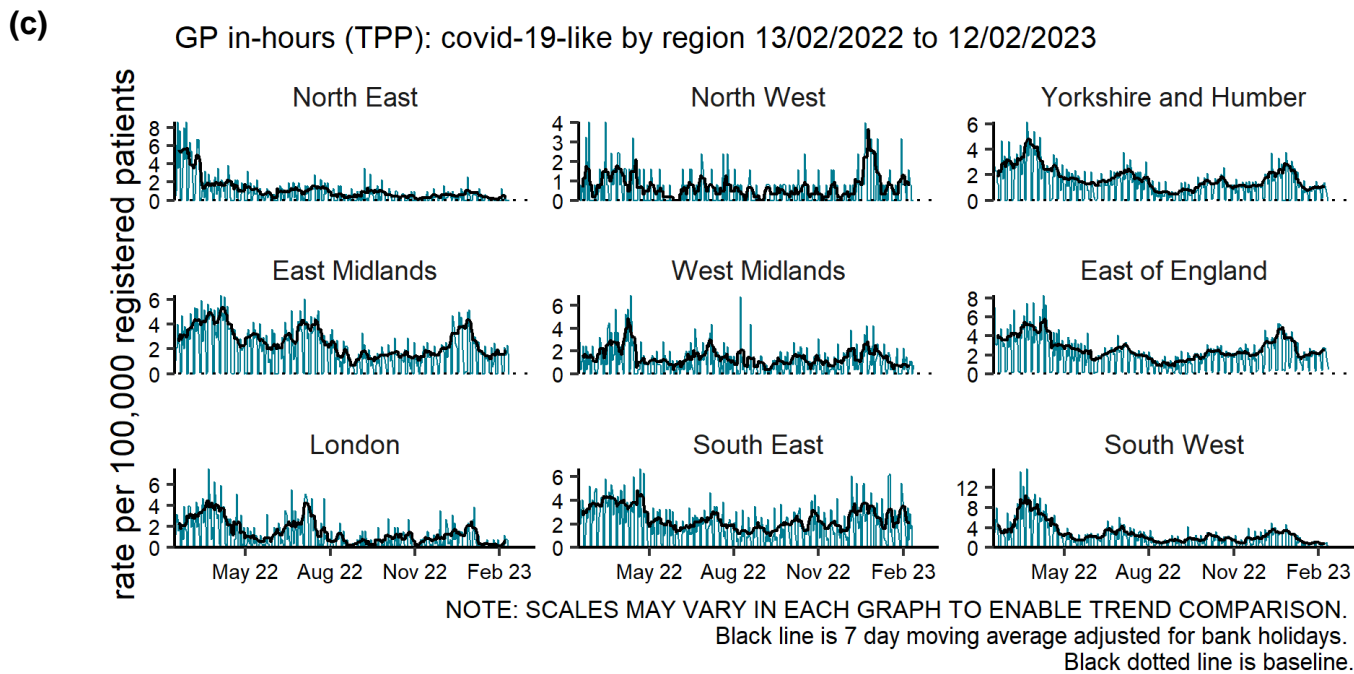 (c)
GP in-hours (TPP): covid-19-like by region 13/02/2022 to 12/02/2023
rate per 100,000 registered patients
North East
8
6
4
2
0
North West
4
3
2
1
0
Yorkshire and Humber
6
4
2
0
East Midlands
6
4
2
0
West Midlands
6
4
2
0
East of England
8
6
4
2
0
London
6
4
2
0
May 22 Aug 22 Nov 22 Feb 23
South East
6
4
2
0
May 22 Aug 22 Nov 22 Feb 23
South West
12
8
4
0
May 22 Aug 22 Nov 22 Feb 23
NOTE: SCALES MAY VARY IN EACH GRAPH TO ENABLE TREND COMPARISON.
Black line is 7 day moving average adjusted for bank holidays.
Black dotted line is baseline.